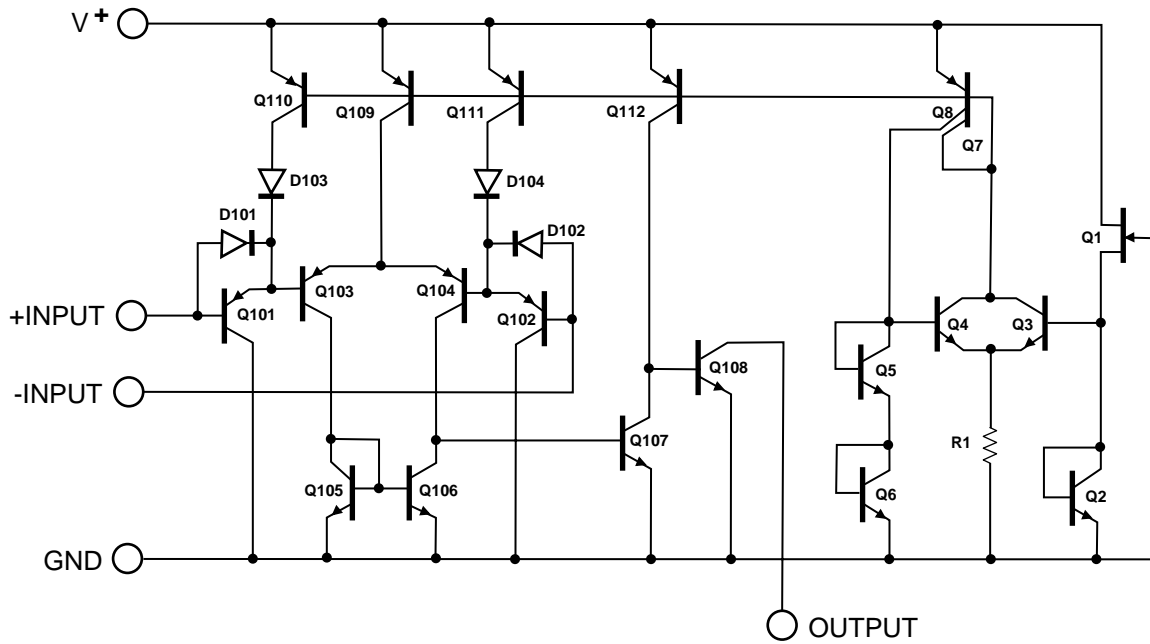 V+
Q110
Q109
Q111
Q112
Q8
Q7
D103
D104
D101
D102
Q1
+INPUT
Q101
Q103
Q104
Q102
Q4
Q3
-INPUT
Q108
Q5
Q107
R1
Q105
Q106
Q6
Q2
GND
OUTPUT